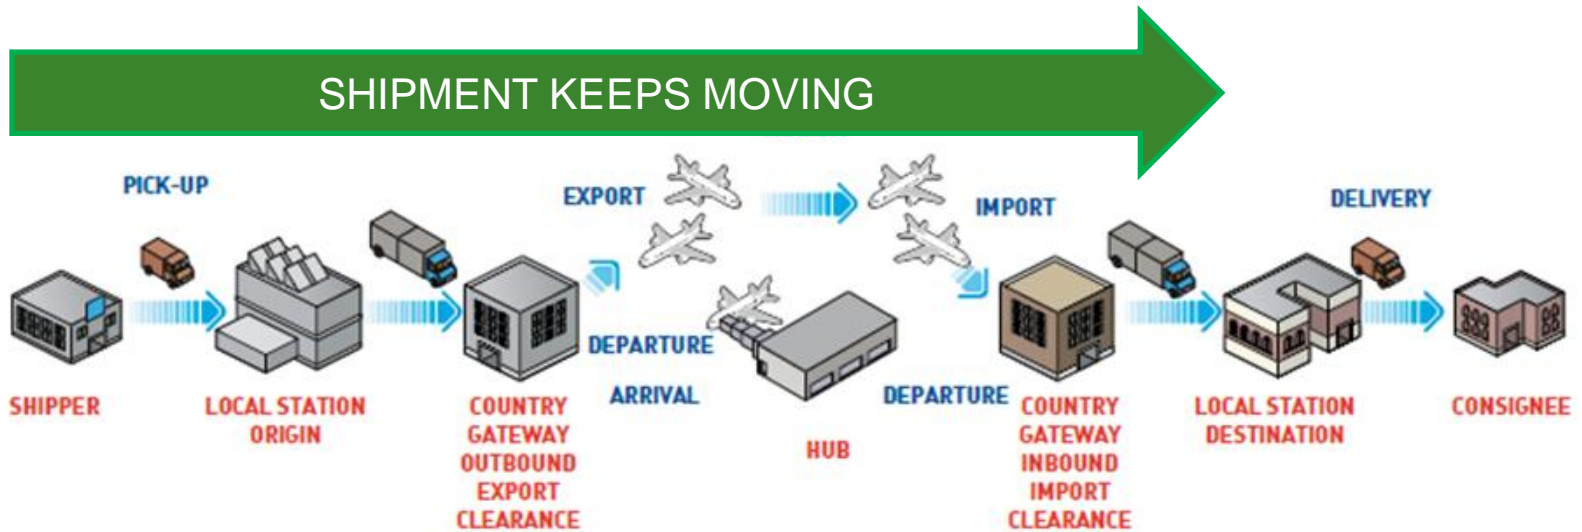 SHIPMENT KEEPS MOVING
PICK-UP
EXPORT
IMPORT
DELIVERY
DEPARTURE
ARRIVAL
DEPARTURE
SHIPPER
LOCAL STATION
ORIGIN
COUNTRY
GATEWAY
OUTBOUND
EXPORT
CLEARANCE
HUB
COUNTRY
GATEWAY
INBOUND
IMPORT
CLEARANCE
LOCAL STATION
DESTINATION
CONSIGNEE